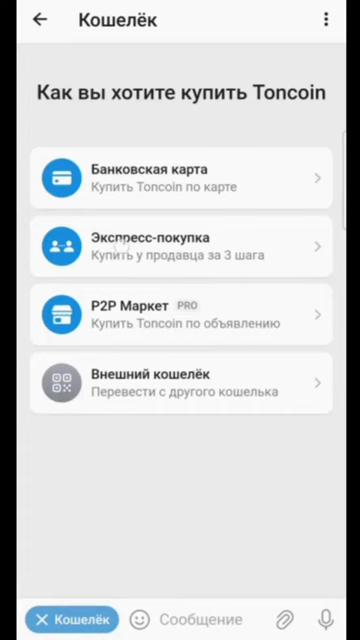 Кошелёк
Как вы хотите купить Toncoin
Банковская карта
Купить Toncoin по карте
Экспресс-покупка
Купить у продавца за 3 шага
P2P Маркет PRO
Купить Toncoin по объявлению
Внешний кошелёк
Перевести с другого кошелька
Кошелёк
Сообщение